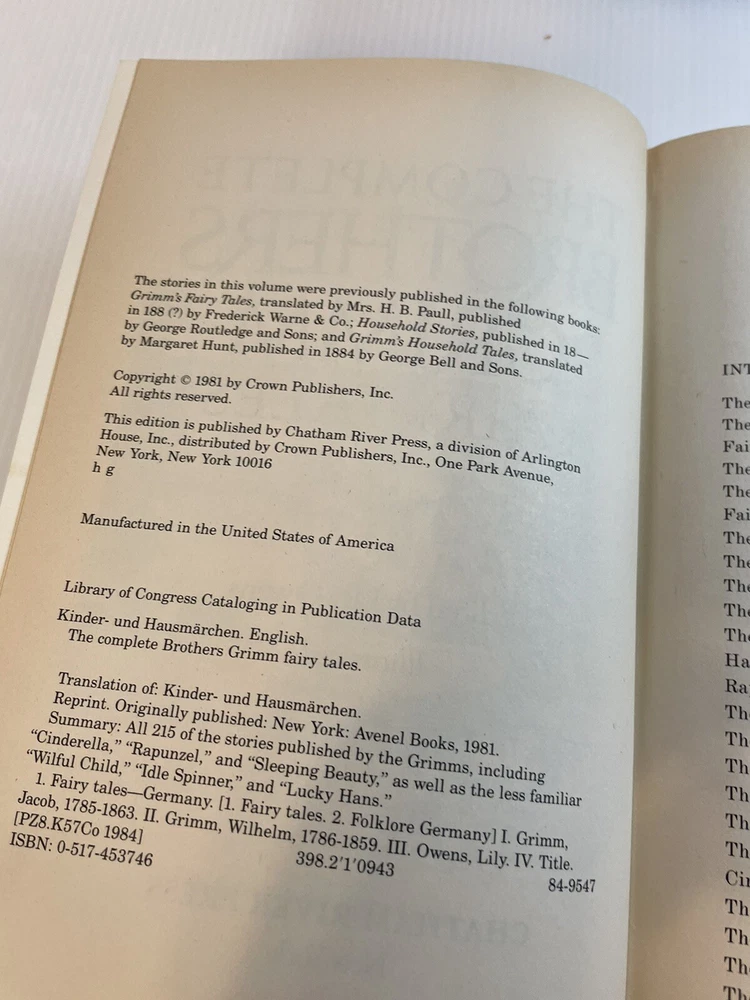 The stories in this volume were previously published in the following books:
Grimm's Fairy Tales, translated by Mrs. H. B. Paull, published
in 188 (?) by Frederick Warne & Co.; Household Stories, published in 18—
by George Routledge and Sons; and Grimm's Household Tales, translated
by Margaret Hunt, published in 1884 by George Bell and Sons.
Copyright © 1981 by Crown Publishers, Inc.
All rights reserved.
This edition is published by Chatham River Press, a division of Arlington
House, Inc., distributed by Crown Publishers, Inc., One Park Avenue,
New York, New York 10016
h g
Manufactured in the United States of America
Library of Congress Cataloging in Publication Data
Kinder- und Hausmärchen. English.
The complete Brothers Grimm fairy tales.
Translation of: Kinder- und Hausmärchen.
Reprint. Originally published: New York: Avenel Books, 1981.
Summary: All 215 of the stories published by the Grimms, including
"Cinderella," "Rapunzel," and "Sleeping Beauty," as well as the less familiar
"Wilful Child," "Idle Spinner," and "Lucky Hans."
1. Fairy tales—Germany. [1. Fairy tales. 2. Folklore Germany] I. Grimm,
Jacob, 1785-1863. II. Grimm, Wilhelm, 1786-1859. III. Owens, Lily. IV. Title.
[PZ8.K57Co 1984] 398.2'1'0943 84-9547
ISBN: 0-517-453746
INT
The
The
Fai
The
The
Fai
The
The
The
The
The
Ha
Ra
The
The
The
The
Th
Th
Th
Cin
Th
Th
Th
Th